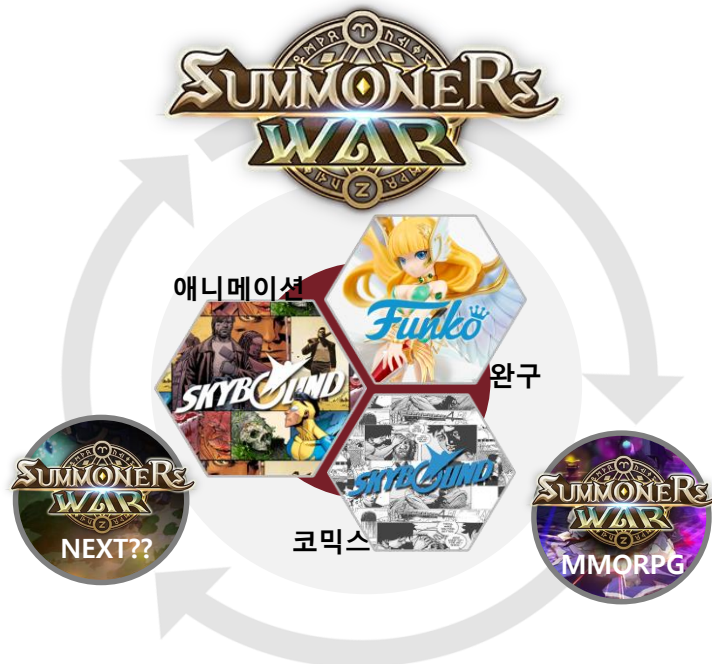 SUMMONERS
WAR
애니메이션
Funko
SKYBOUND
완구
SKYBOUND
코믹스
SUMMONERS
WAR
NEXT??
SUMMONERS
WAR
MMORPG